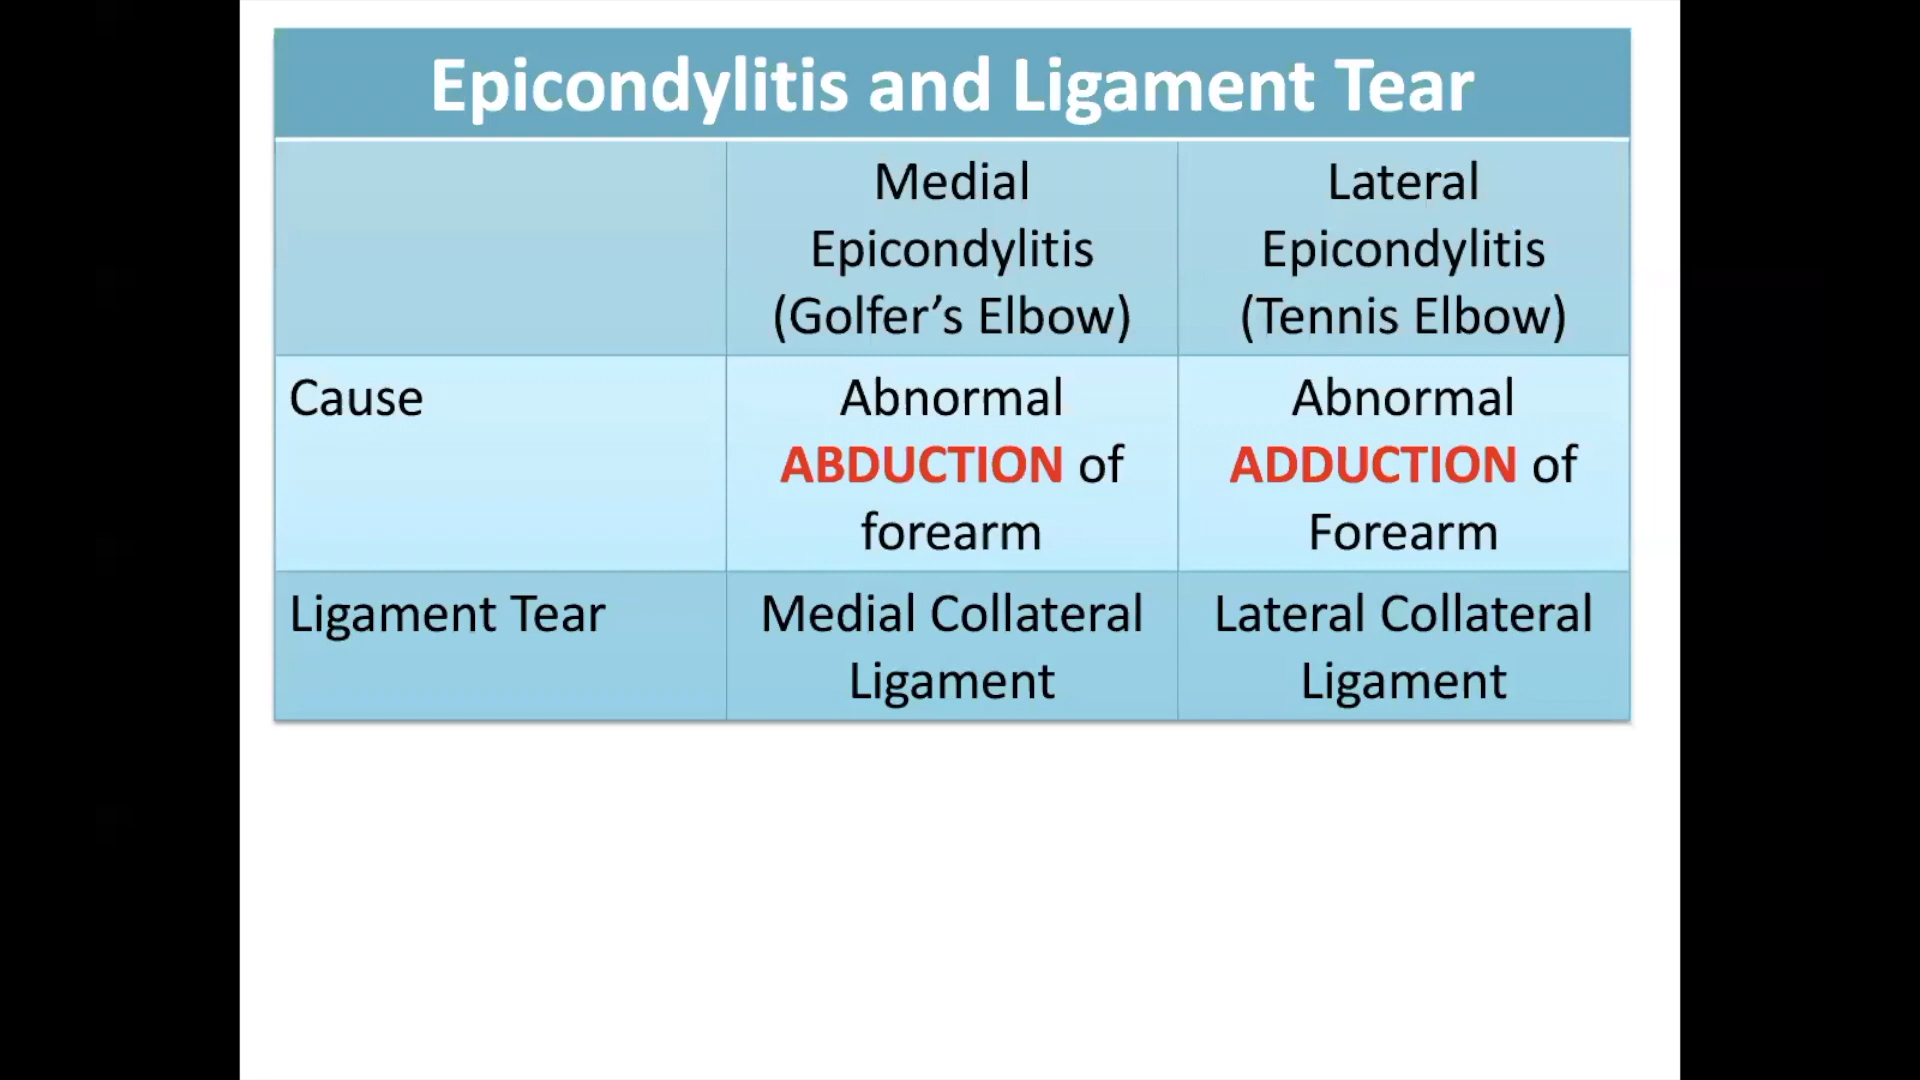 Epicondylitis and Ligament Tear
Medial
Epicondylitis
(Golfer’s Elbow)
Lateral
Epicondylitis
(Tennis Elbow)
Cause
Abnormal
ABDUCTION of
forearm
Abnormal
ADDUCTION of
Forearm
Ligament Tear
Medial Collateral
Ligament
Lateral Collateral
Ligament